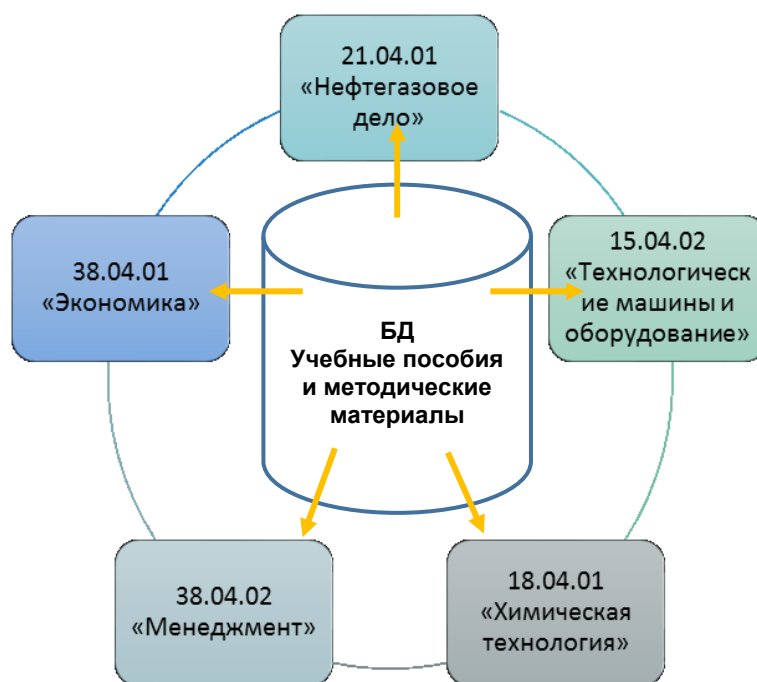 21.04.01
«Нефтегазовое
дело»
38.04.01
«Экономика»
15.04.02
«Технологическ
ие машины и
оборудование»
БД
Учебные пособия
и методические
материалы
38.04.02
«Менеджмент»
18.04.01
«Химическая
технология»